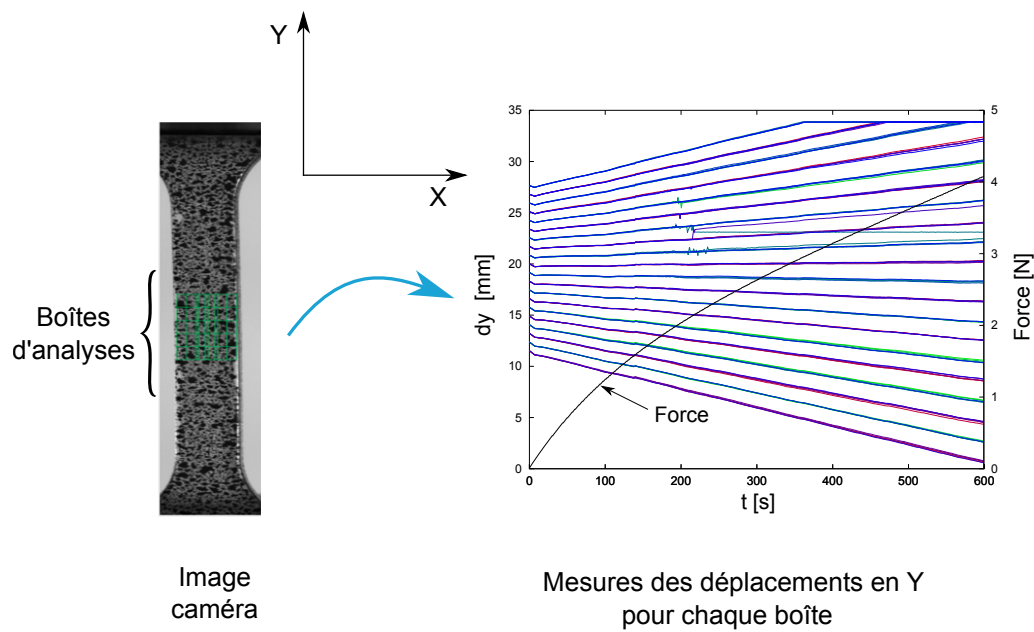 Y
X
Boîtes
d'analyses
Image
caméra
dy [mm]
35
30
25
20
15
10
5
0
0
100
200
300
400
500
600
t [s]
5
4
3
2
1
0
Force [N]
Force
Mesures des déplacements en Y
pour chaque boîte